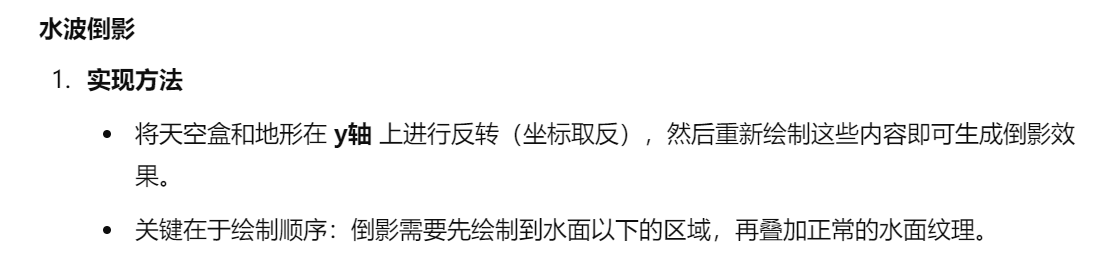 水波倒影
1. 实现方法
• 将天空盒和地形在 y轴 上进行反转（坐标取反），然后重新绘制这些内容即可生成倒影效
果。
• 关键在于绘制顺序：倒影需要先绘制到水面以下的区域，再叠加正常的水面纹理。